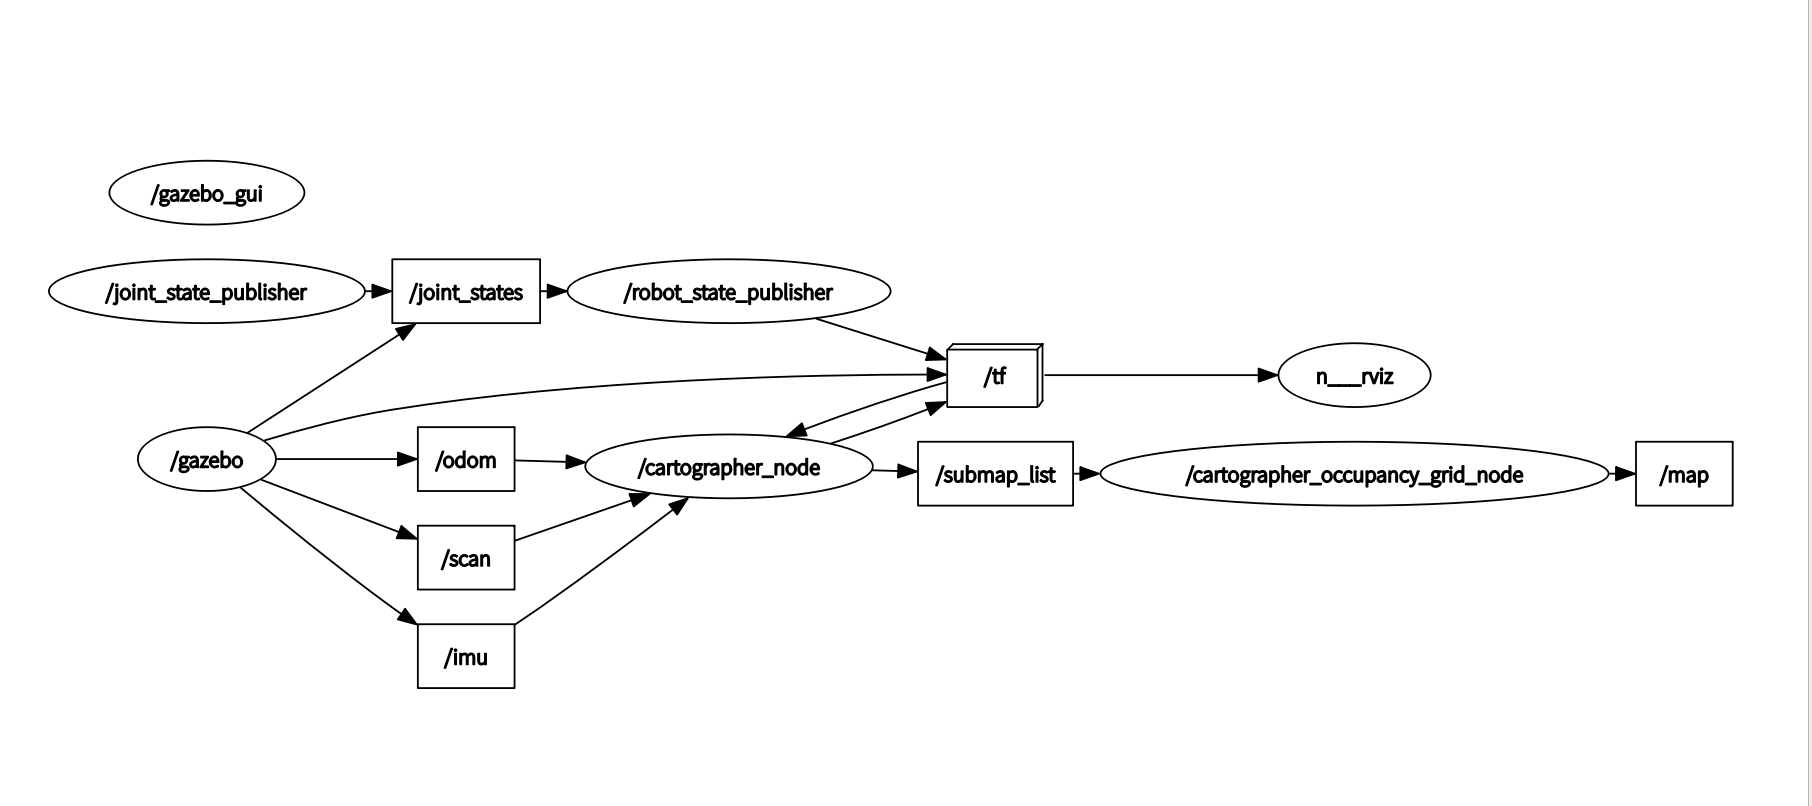 /gazebo_gui
/joint_state_publisher
/joint_states
/robot_state_publisher
/tf
n___rviz
/gazebo
/odom
/cartographer_node
/submap_list
/cartographer_occupancy_grid_node
/map
/scan
/imu